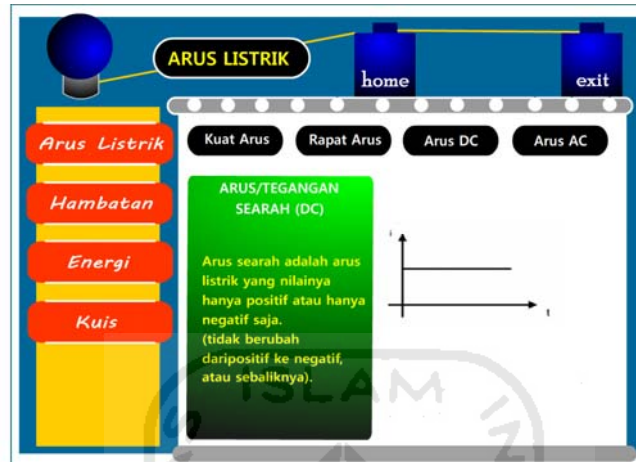 ARUS LISTRIK
home
exit
Arus Listrik
Hambatan
Energi
Kuis
Kuat Arus
Rapat Arus
Arus DC
Arus AC
ARUS/TEGANGAN
SEARAH (DC)
Arus searah adalah arus
listrik yang nilainya
hanya positif atau hanya
negatif saja.
(tidak berubah
daripositif ke negatif,
atau sebaliknya).
i
t
ISLAM